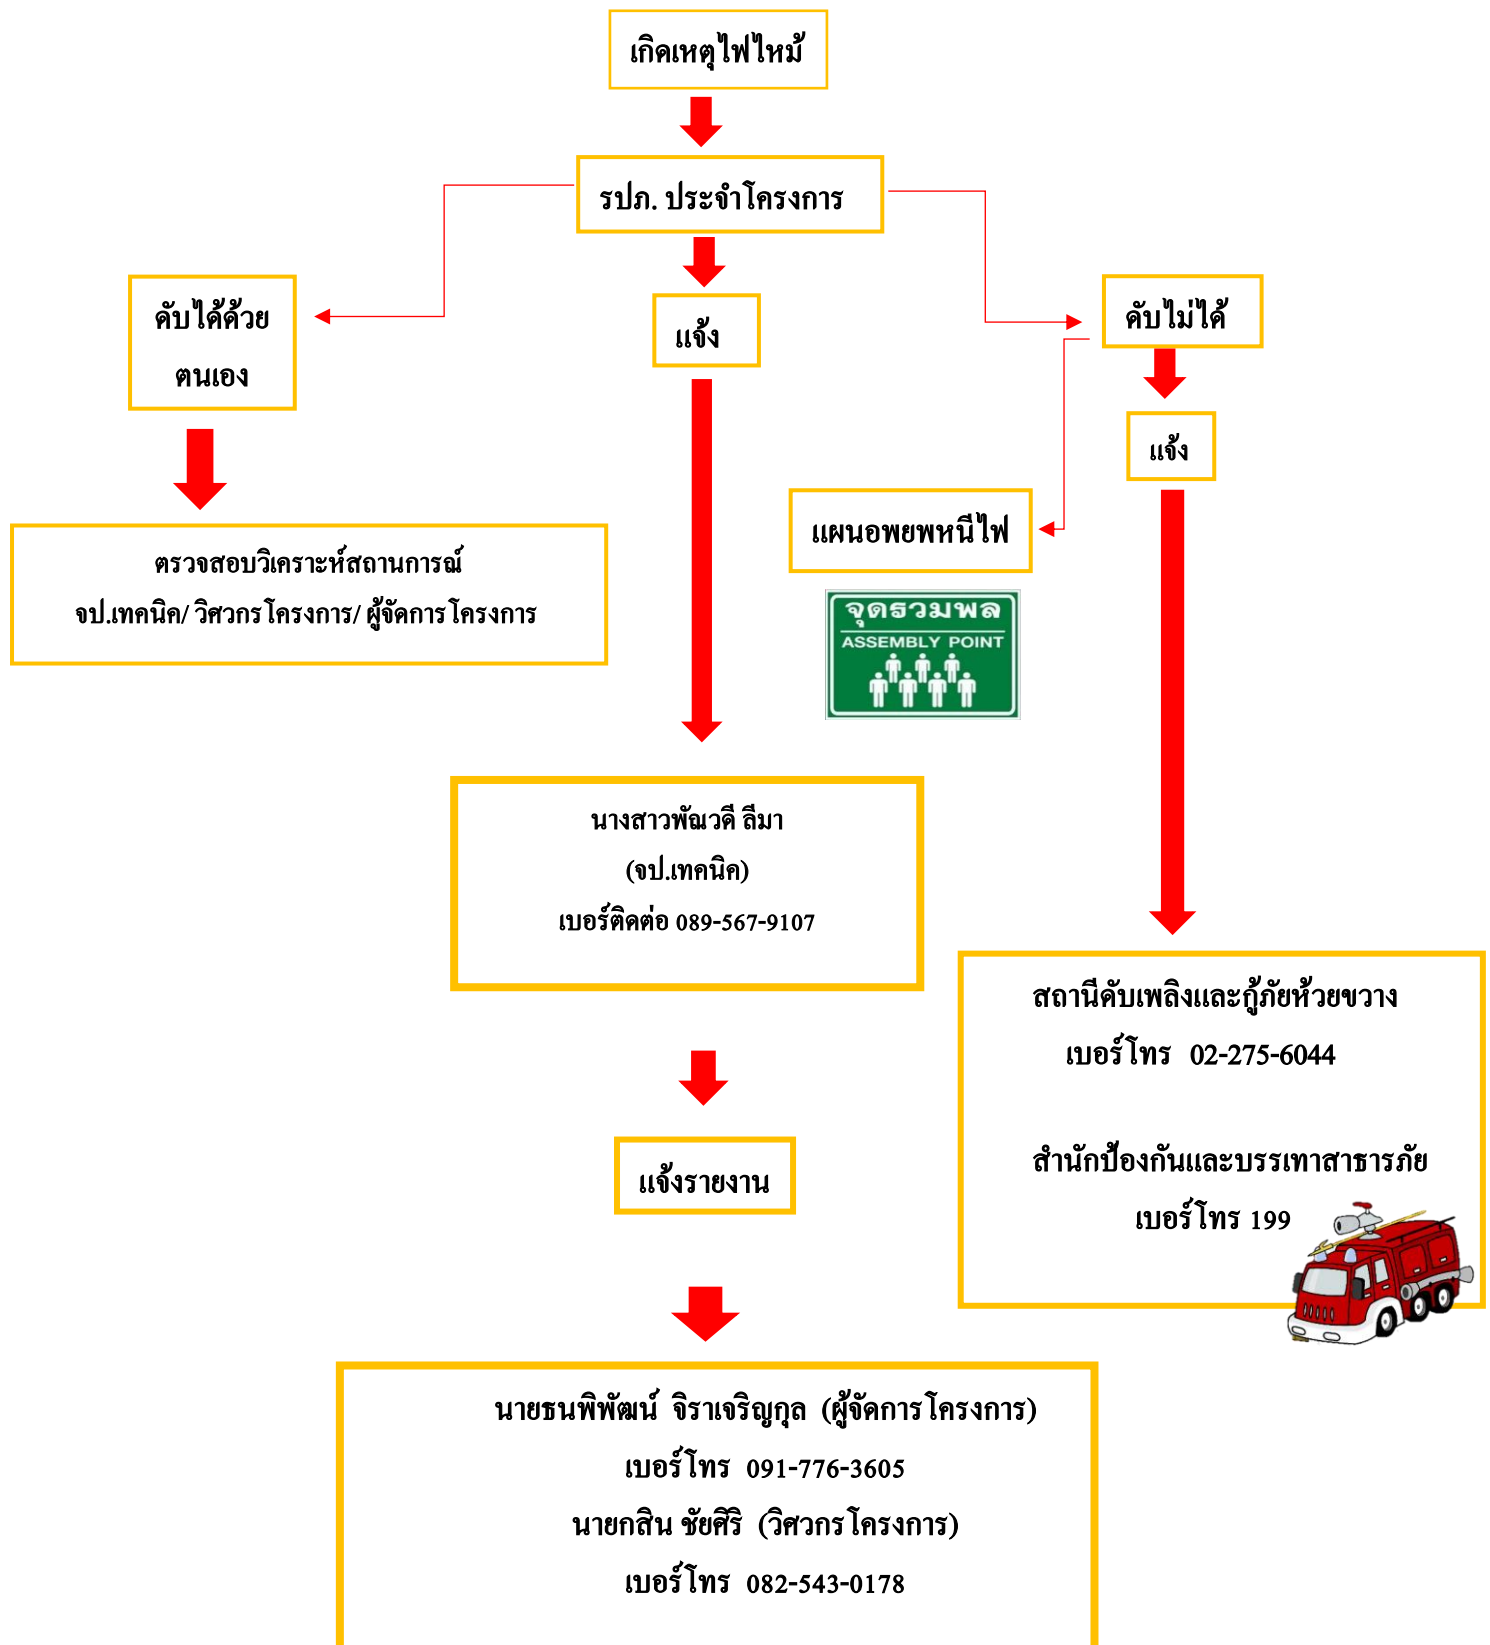 เกิดเหตุไฟไหม้
รปภ. ประจำโครงการ
ดับได้ด้วย
ตนเอง
แจ้ง
ดับไม่ได้
แจ้ง
แผนอพยพหนีไฟ
ตรวจสอบวิเคราะห์สถานการณ์
จป.เทคนิค/ วิศวกรโครงการ/ ผู้จัดการโครงการ
จุดรวมพล
ASSEMBLY POINT
นางสาวพัณวดี ลีมา
(จป.เทคนิค)
เบอร์ติดต่อ 089-567-9107
สถานีดับเพลิงและกู้ภัยห้วยขวาง
เบอร์โทร 02-275-6044
สำนักป้องกันและบรรเทาสาธารภัย
เบอร์โทร 199
แจ้งรายงาน
นายธนพิพัฒน์ จิราเจริญกุล (ผู้จัดการโครงการ)
เบอร์โทร 091-776-3605
นายกสิน ชัยศิริ (วิศวกรโครงการ)
เบอร์โทร 082-543-0178